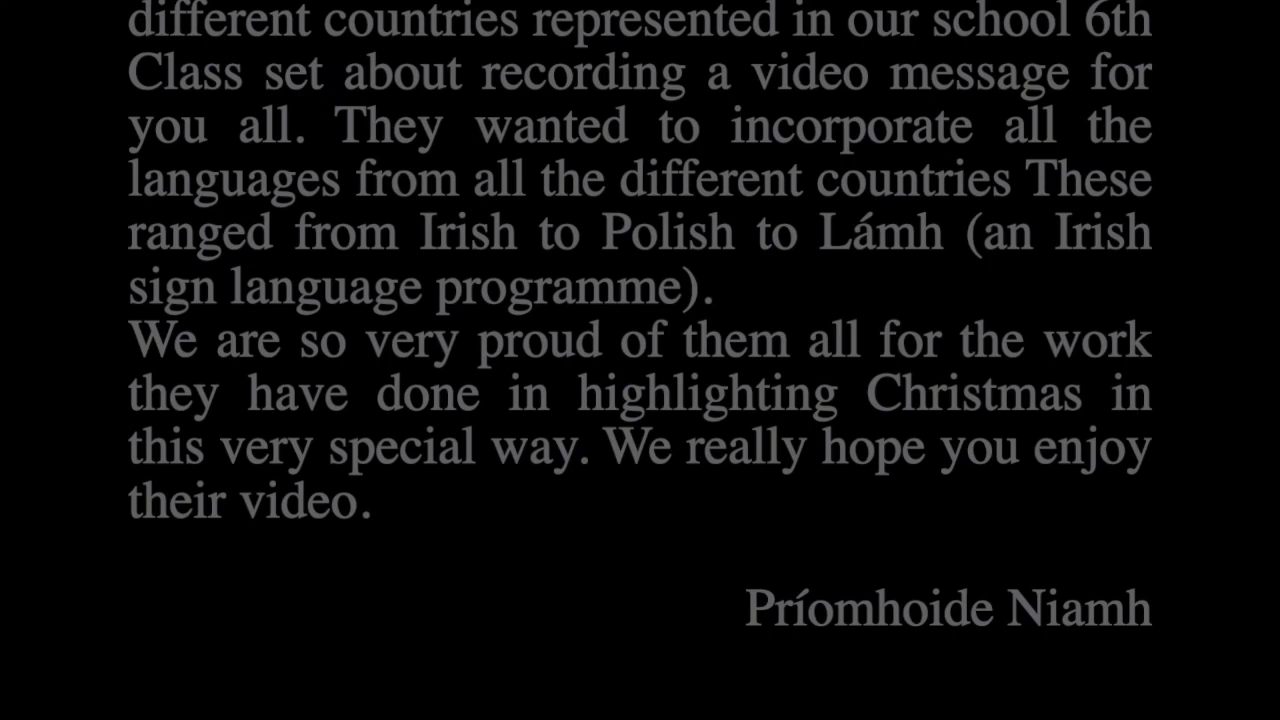 different countries represented in our school 6th
Class set about recording a video message for
you all. They wanted to incorporate all the
languages from all the different countries These
ranged from Irish to Polish to Lámh (an Irish
sign language programme).
We are so very proud of them all for the work
they have done in highlighting Christmas in
this very special way. We really hope you enjoy
their video.
Príomhoide Niamh